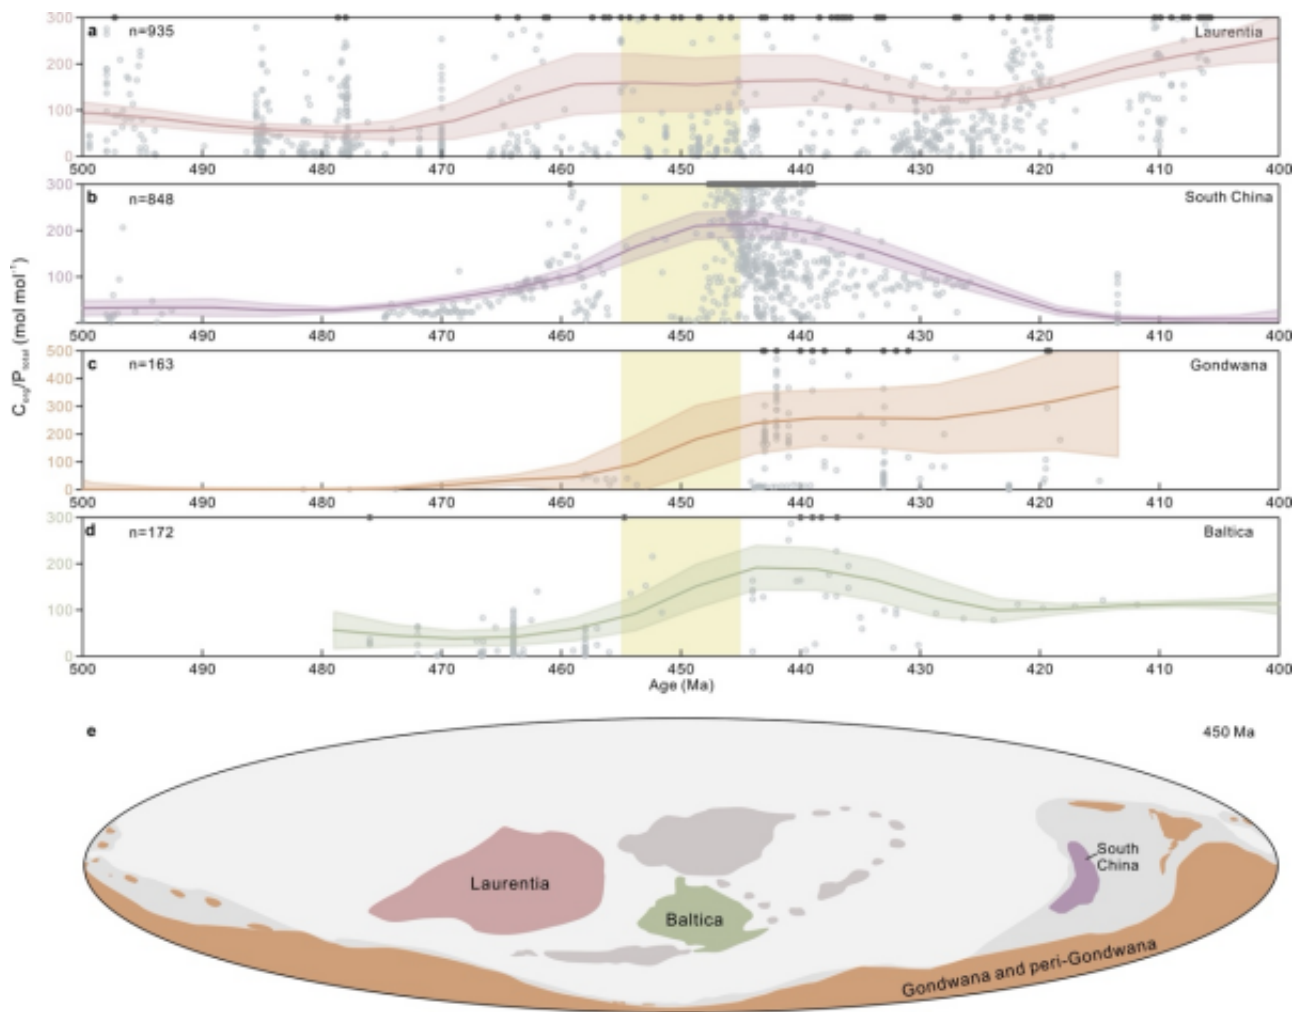 a n=935 Laurentia
300
200
100
0
500 490 480 470 460 450 440 430 420 410 400
b n=848 South China
300
200
100
500 490 480 470 460 450 440 430 420 410 400
c n=163 Gondwana
500
400
300
200
100
0
500 490 480 470 460 450 440 430 420 410 400
d n=172 Baltica
300
200
100
0
500 490 480 470 460 450 440 430 420 410 400
Age (Ma)
C_org/P_total (mol mol⁻¹)
e 450 Ma
Laurentia
Baltica
South
China
Gondwana and peri-Gondwana